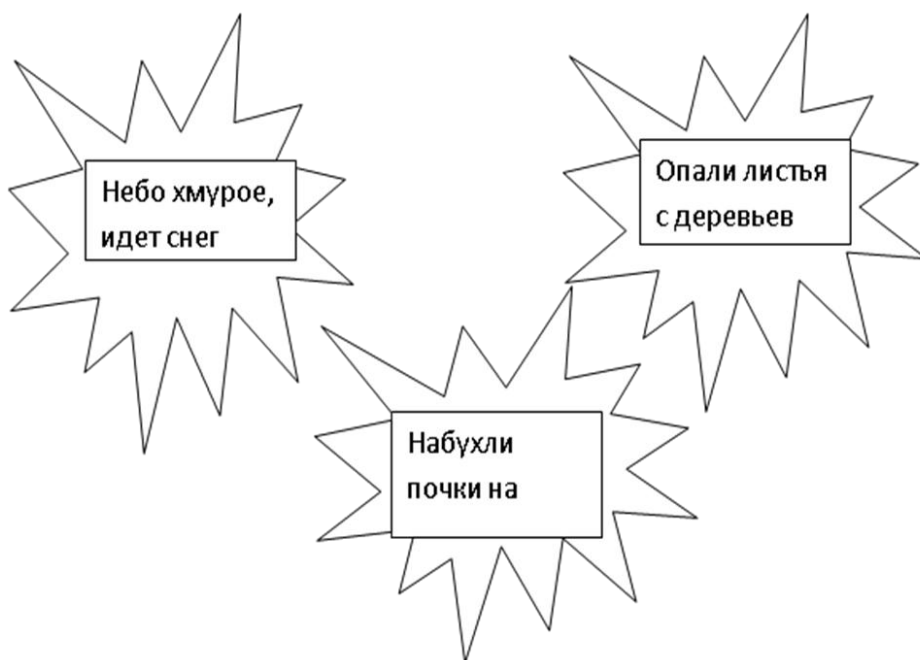 Небо хмурое,
идет снег
Опали листья
с деревьев
Набухли
почки на